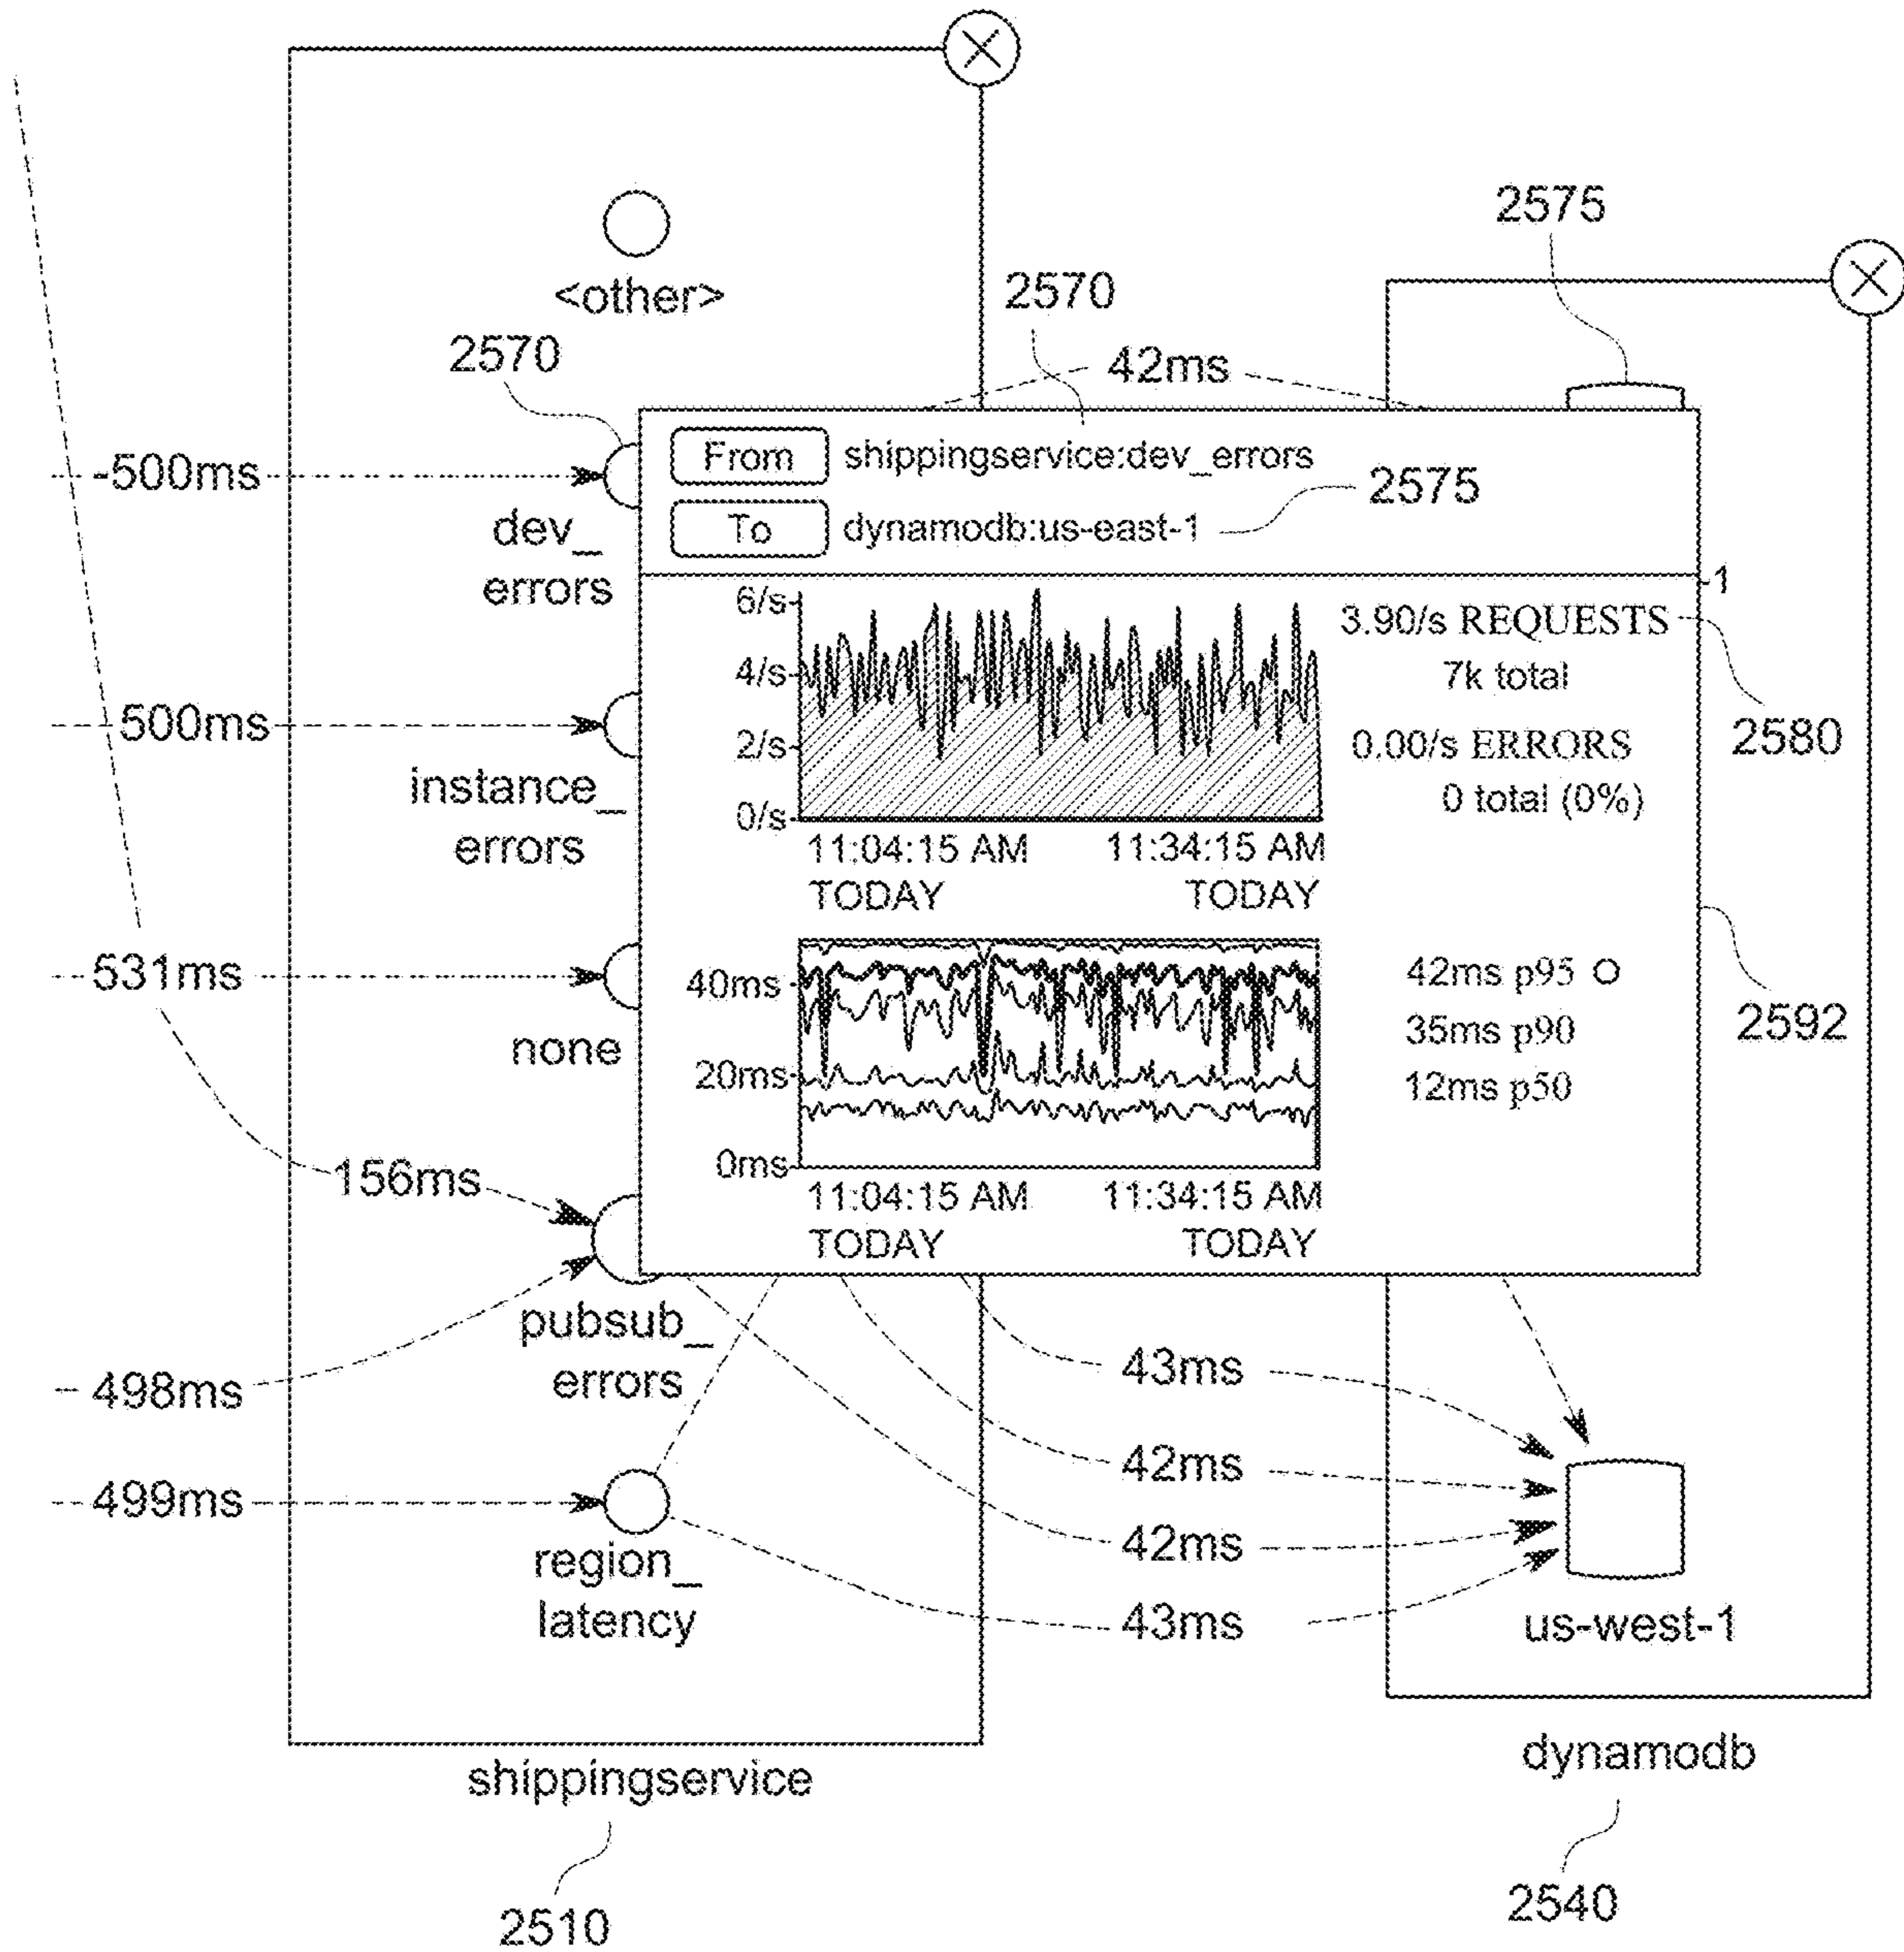 2575
<other>
2570
2570
42ms
-500ms
From shippingservice:dev_errors
2575
To dynamodb:us-east-1
dev_
errors
1
6/s
4/s
2/s
0/s
3.90/s REQUESTS
7k total
0.00/s ERRORS
0 total (0%)
2580
500ms
instance_
errors
11:04:15 AM 11:34:15 AM
TODAY TODAY
531ms
none
40ms
20ms
0ms
42ms p95
35ms p90
12ms p50
2592
11:04:15 AM 11:34:15 AM
TODAY TODAY
156ms
pubsub_
errors
498ms
43ms
42ms
499ms
42ms
region_
latency
43ms
us-west-1
shippingservice
dynamodb
2510
2540